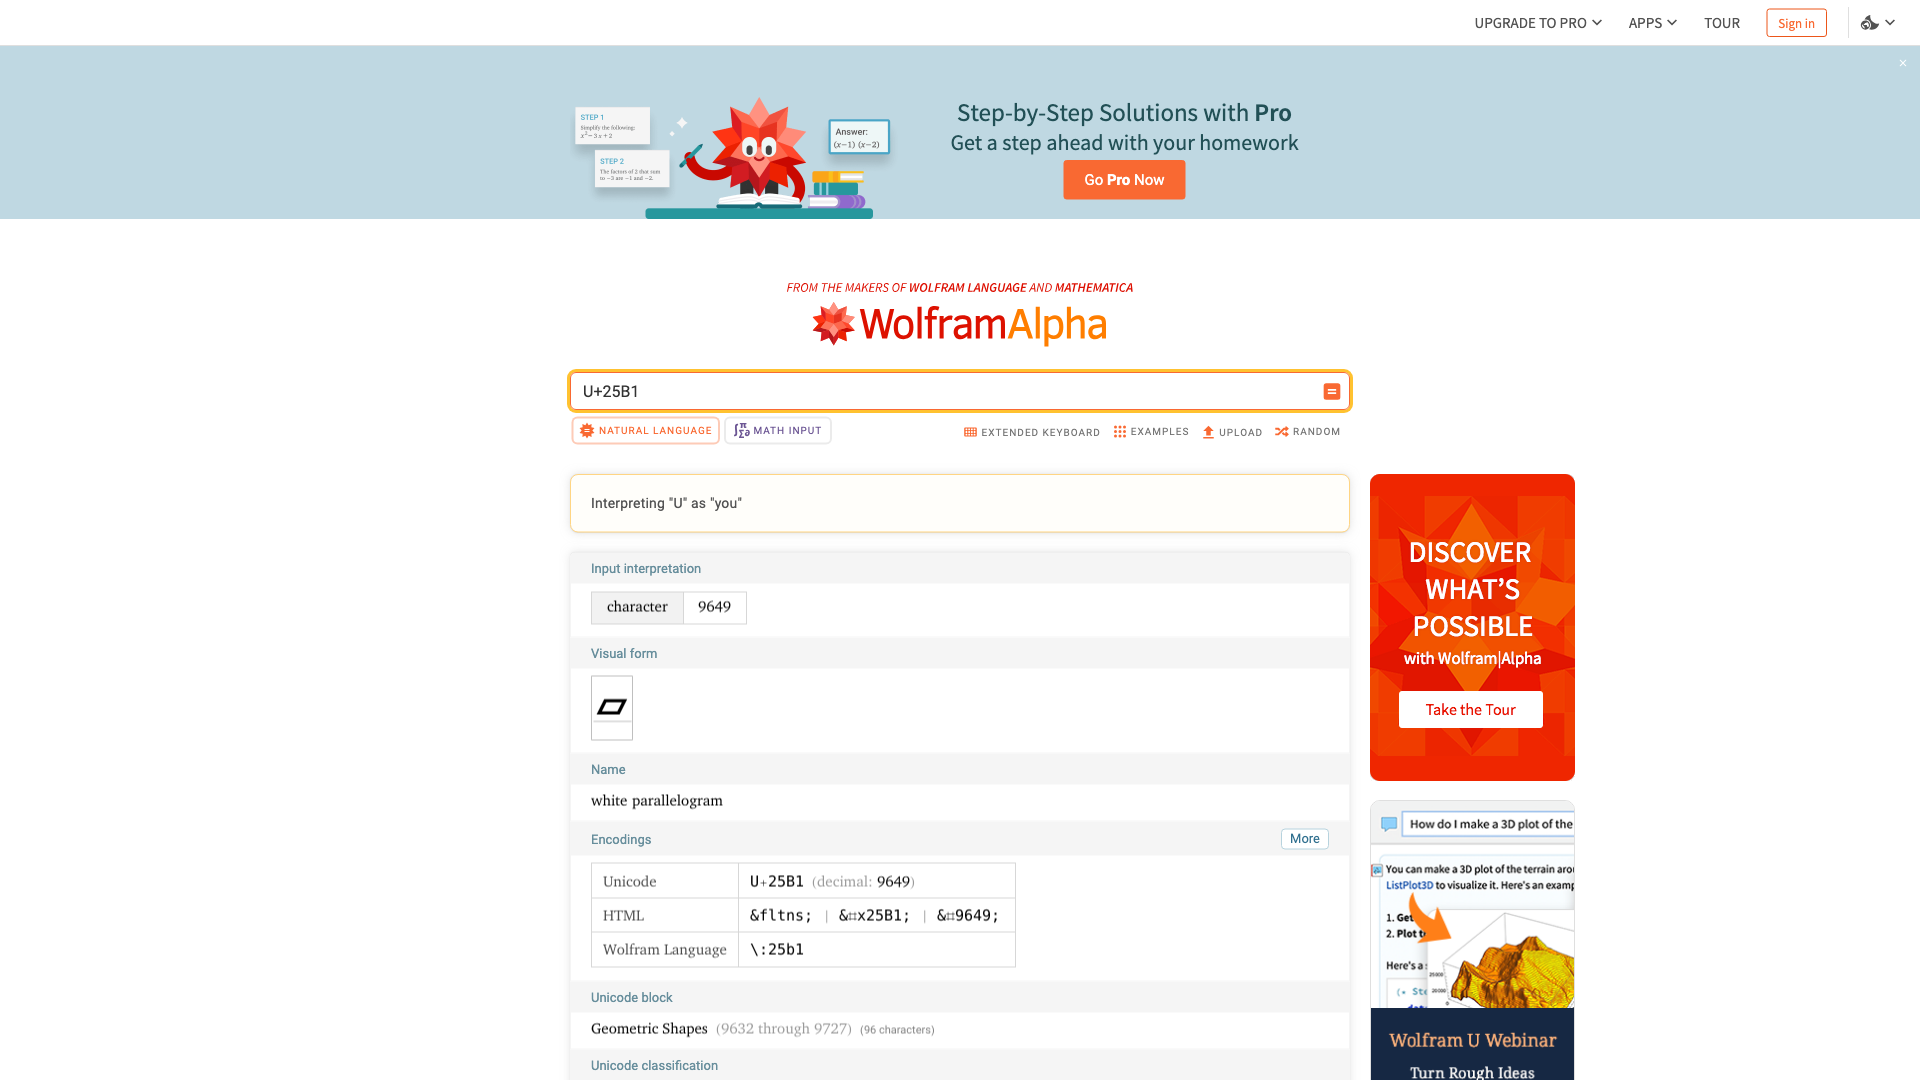 UPGRADE TO PRO
APPS
TOUR
Sign in
STEP 1
Simplify the following:
x² − 3 x + 2
STEP 2
The factors of 2 that sum
to −3 are −1 and −2.
Answer:
(x−1) (x−2)
Step-by-Step Solutions with Pro
Get a step ahead with your homework
Go Pro Now
FROM THE MAKERS OF WOLFRAM LANGUAGE AND MATHEMATICA
WolframAlpha
U+25B1
NATURAL LANGUAGE
MATH INPUT
EXTENDED KEYBOARD
EXAMPLES
UPLOAD
RANDOM
Interpreting "U" as "you"
Input interpretation
character 9649
Visual form
▱
Name
white parallelogram
Encodings
More
Unicode U+25B1 (decimal: 9649)
HTML &fltns; | &#x25B1; | &#9649;
Wolfram Language \:25b1
Unicode block
Geometric Shapes (9632 through 9727) (96 characters)
Unicode classification
DISCOVER
WHAT'S
POSSIBLE
with Wolfram|Alpha
Take the Tour
How do I make a 3D plot of the
You can make a 3D plot of the terrain
ListPlot3D to visualize it. Here's an
1. Get
2. Plot
Here's a
25000
20000
0
Wolfram U Webinar
Turn Rough Ideas